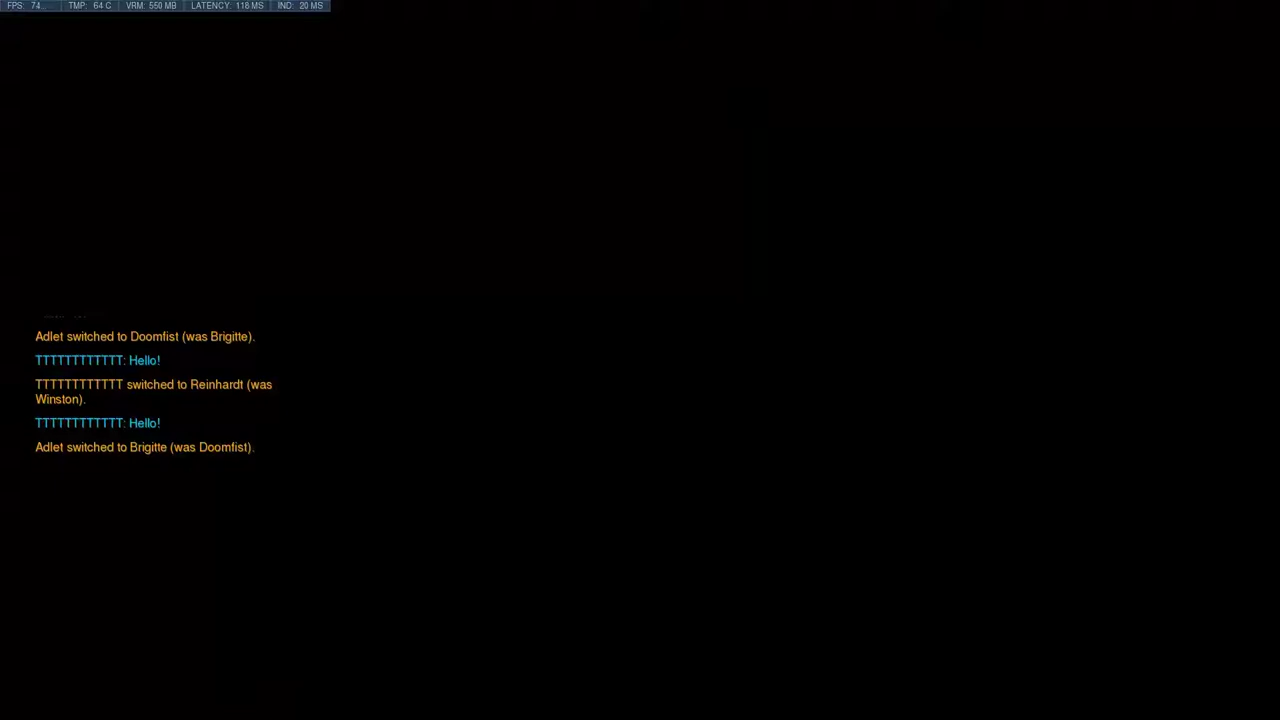 FPS: 74... TMP: 64 C VRM: 550 MB LATENCY: 118 MS IND: 20 MS
Adlet switched to Doomfist (was Brigitte).
TTTTTTTTTTTT: Hello!
TTTTTTTTTTTT switched to Reinhardt (was
Winston).
TTTTTTTTTTTT: Hello!
Adlet switched to Brigitte (was Doomfist).